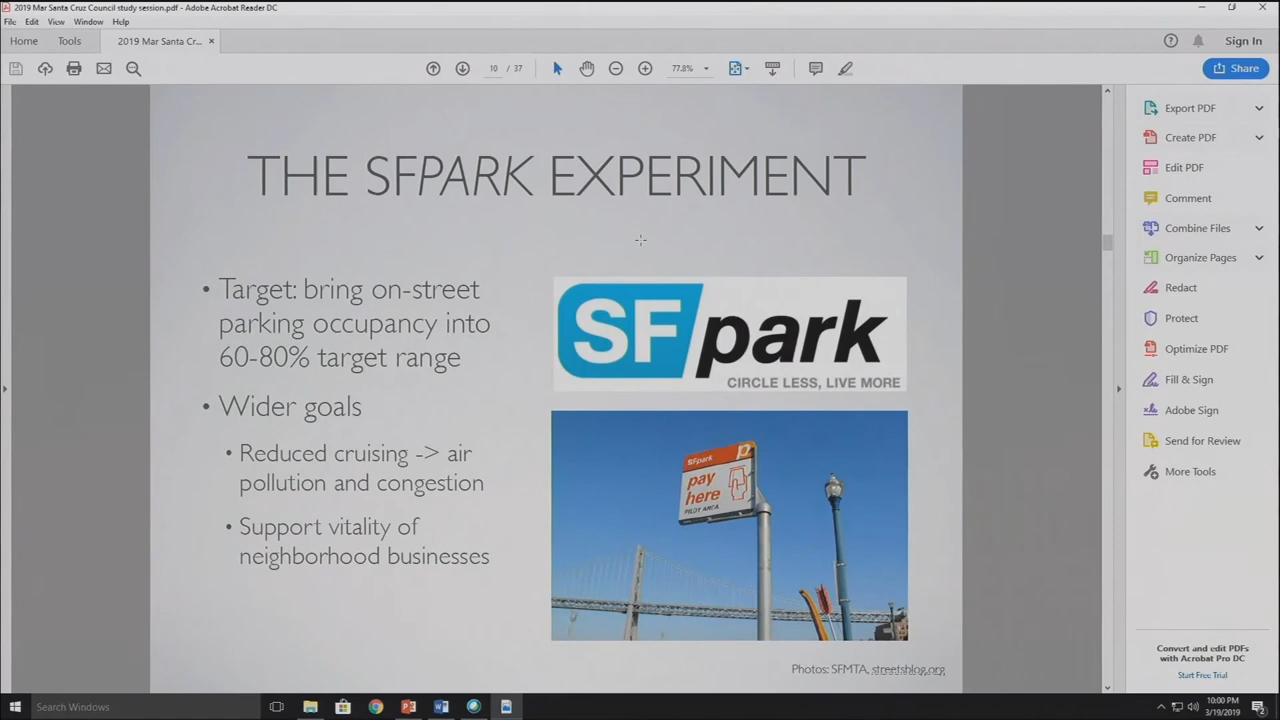 2019 Mar Santa Cruz Council study session.pdf - Adobe Acrobat Reader DC
File Edit View Window Help
Home Tools 2019 Mar Santa Cr... × Sign In
10 / 37 77.8% Share
THE SFPARK EXPERIMENT
• Target: bring on-street
parking occupancy into
60-80% target range
• Wider goals
• Reduced cruising -> air
pollution and congestion
• Support vitality of
neighborhood businesses
SFpark
CIRCLE LESS, LIVE MORE
SFpark p
pay
here
PILOT AREA
Photos: SFMTA, streetsblog.org
Export PDF
Create PDF
Edit PDF
Comment
Combine Files
Organize Pages
Redact
Protect
Optimize PDF
Fill & Sign
Adobe Sign
Send for Review
More Tools
Convert and edit PDFs
with Acrobat Pro DC
Start Free Trial
Search Windows
10:00 PM
3/19/2019
2